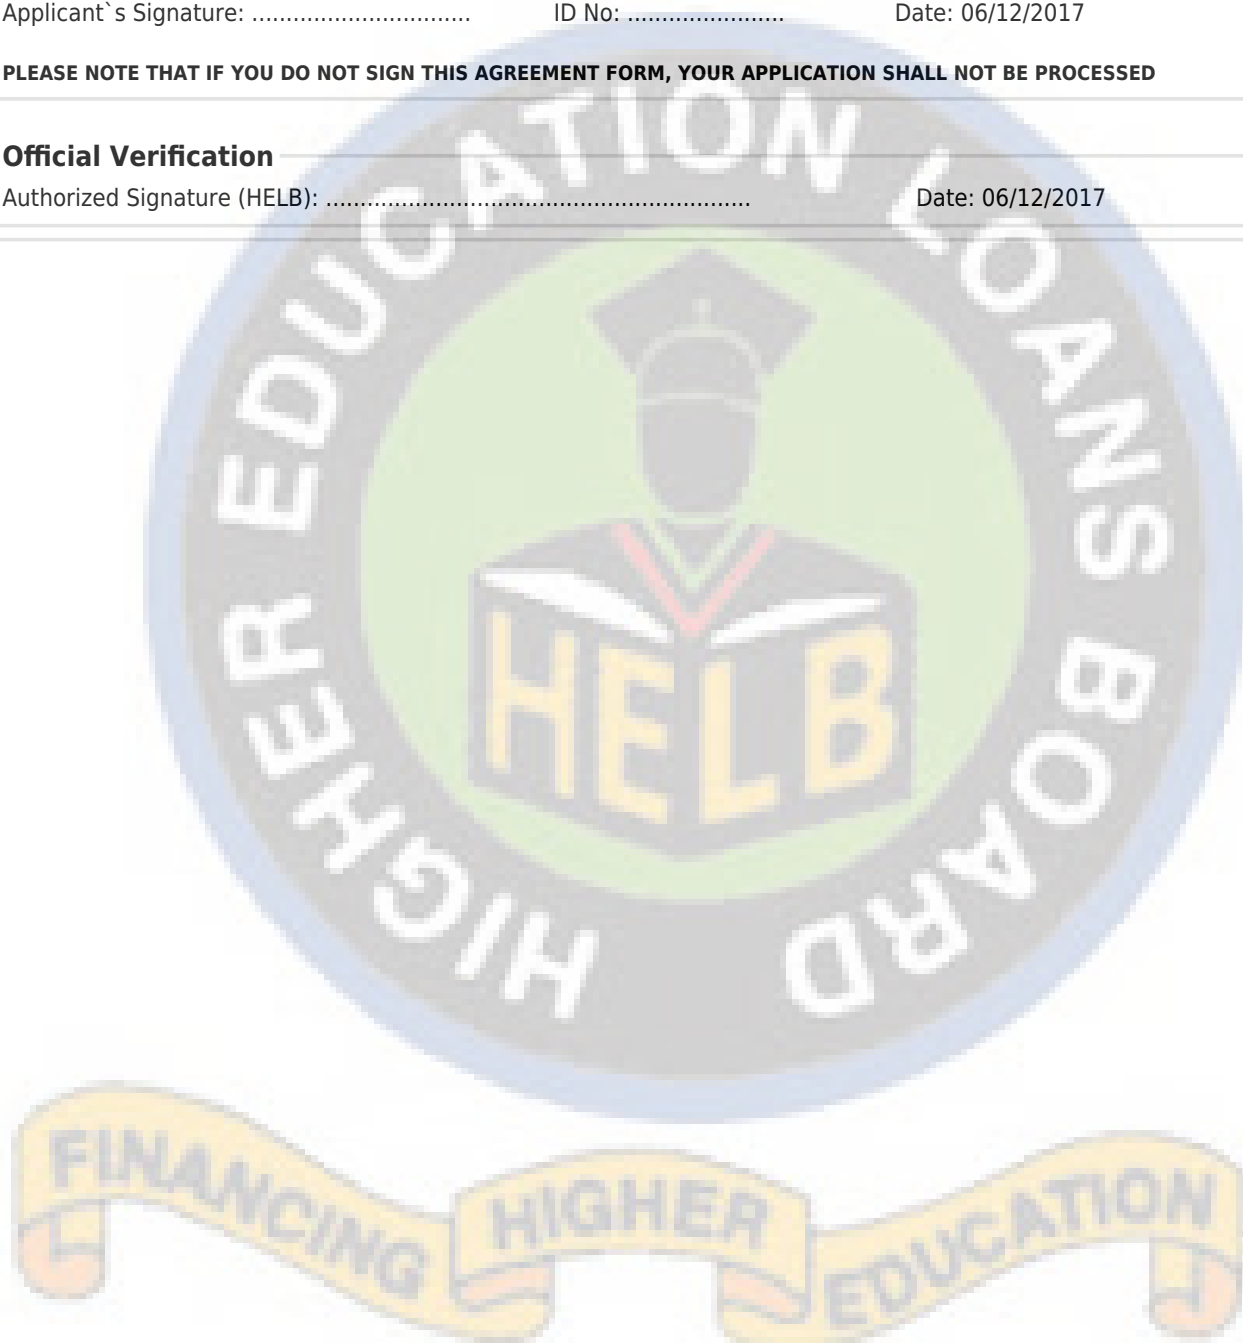 Applicant`s Signature: ................................ ID No: ....................... Date: 06/12/2017
PLEASE NOTE THAT IF YOU DO NOT SIGN THIS AGREEMENT FORM, YOUR APPLICATION SHALL NOT BE PROCESSED
Official Verification
Authorized Signature (HELB): .............................................................. Date: 06/12/2017
HIGHER EDUCATION LOANS BOARD
HELB
FINANCING HIGHER EDUCATION